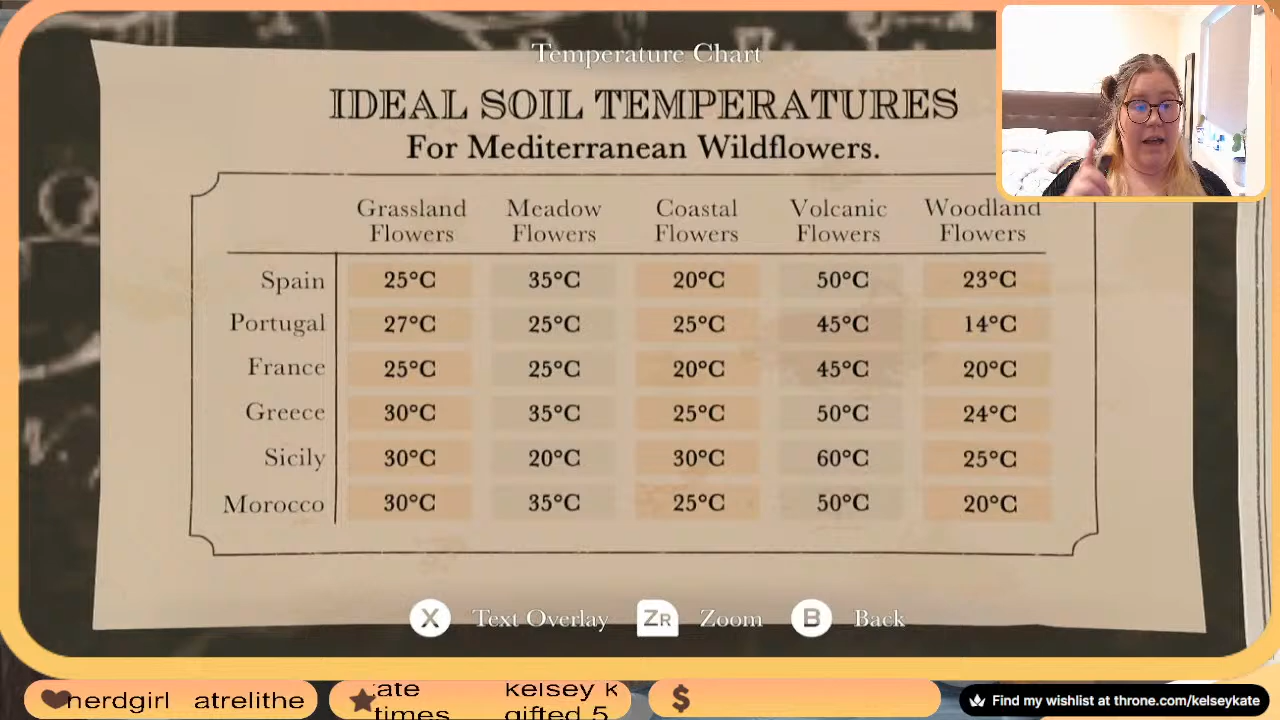 Temperature Chart
IDEAL SOIL TEMPERATURES
For Mediterranean Wildflowers.
Grassland Flowers Meadow Flowers Coastal Flowers Volcanic Flowers Woodland Flowers
Spain 25°C 35°C 20°C 50°C 23°C
Portugal 27°C 25°C 25°C 45°C 14°C
France 25°C 25°C 20°C 45°C 20°C
Greece 30°C 35°C 25°C 50°C 24°C
Sicily 30°C 20°C 30°C 60°C 25°C
Morocco 30°C 35°C 25°C 50°C 20°C
X Text Overlay ZR Zoom B Back
nerdgirl atrelithe
kelsey k
times gifted 5
$
Find my wishlist at throne.com/kelseykate